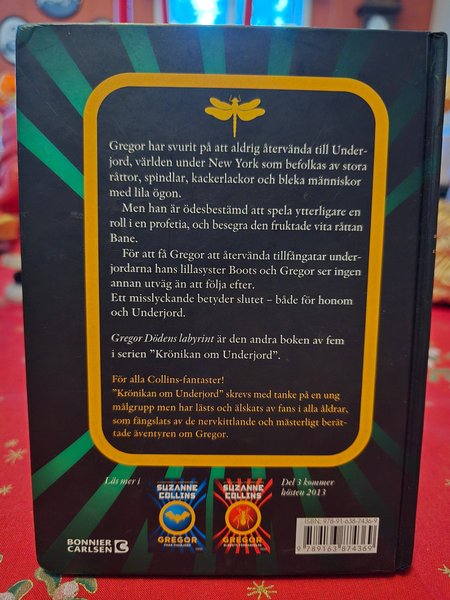 Gregor har svurit på att aldrig återvända till Under-
jord, världen under New York som befolkas av stora
råttor, spindlar, kackerlackor och bleka människor
med lila ögon.
Men han är ödesbestämd att spela ytterligare en
roll i en profetia, och besegra den fruktade vita råttan
Bane.
För att få Gregor att återvända tillfångatar under-
jordarna hans lillasyster Boots och Gregor ser ingen
annan utväg än att följa efter.
Ett misslyckande betyder slutet – både för honom
och Underjord.
Gregor Dödens labyrint är den andra boken av fem
i serien "Krönikan om Underjord".
För alla Collins-fantaster!
"Krönikan om Underjord" skrevs med tanke på en ung
målgrupp men har lästs och älskats av fans i alla åldrar,
som fängslats av de nervkittlande och mästerligt berät-
tade äventyren om Gregor.
Läs mer i
SUZANNE
COLLINS
GREGOR
SUZANNE
COLLINS
GREGOR
Del 3 kommer
hösten 2013
BONNIER
CARLSEN
ISBN: 978-91-638-7436-9
9789163874369